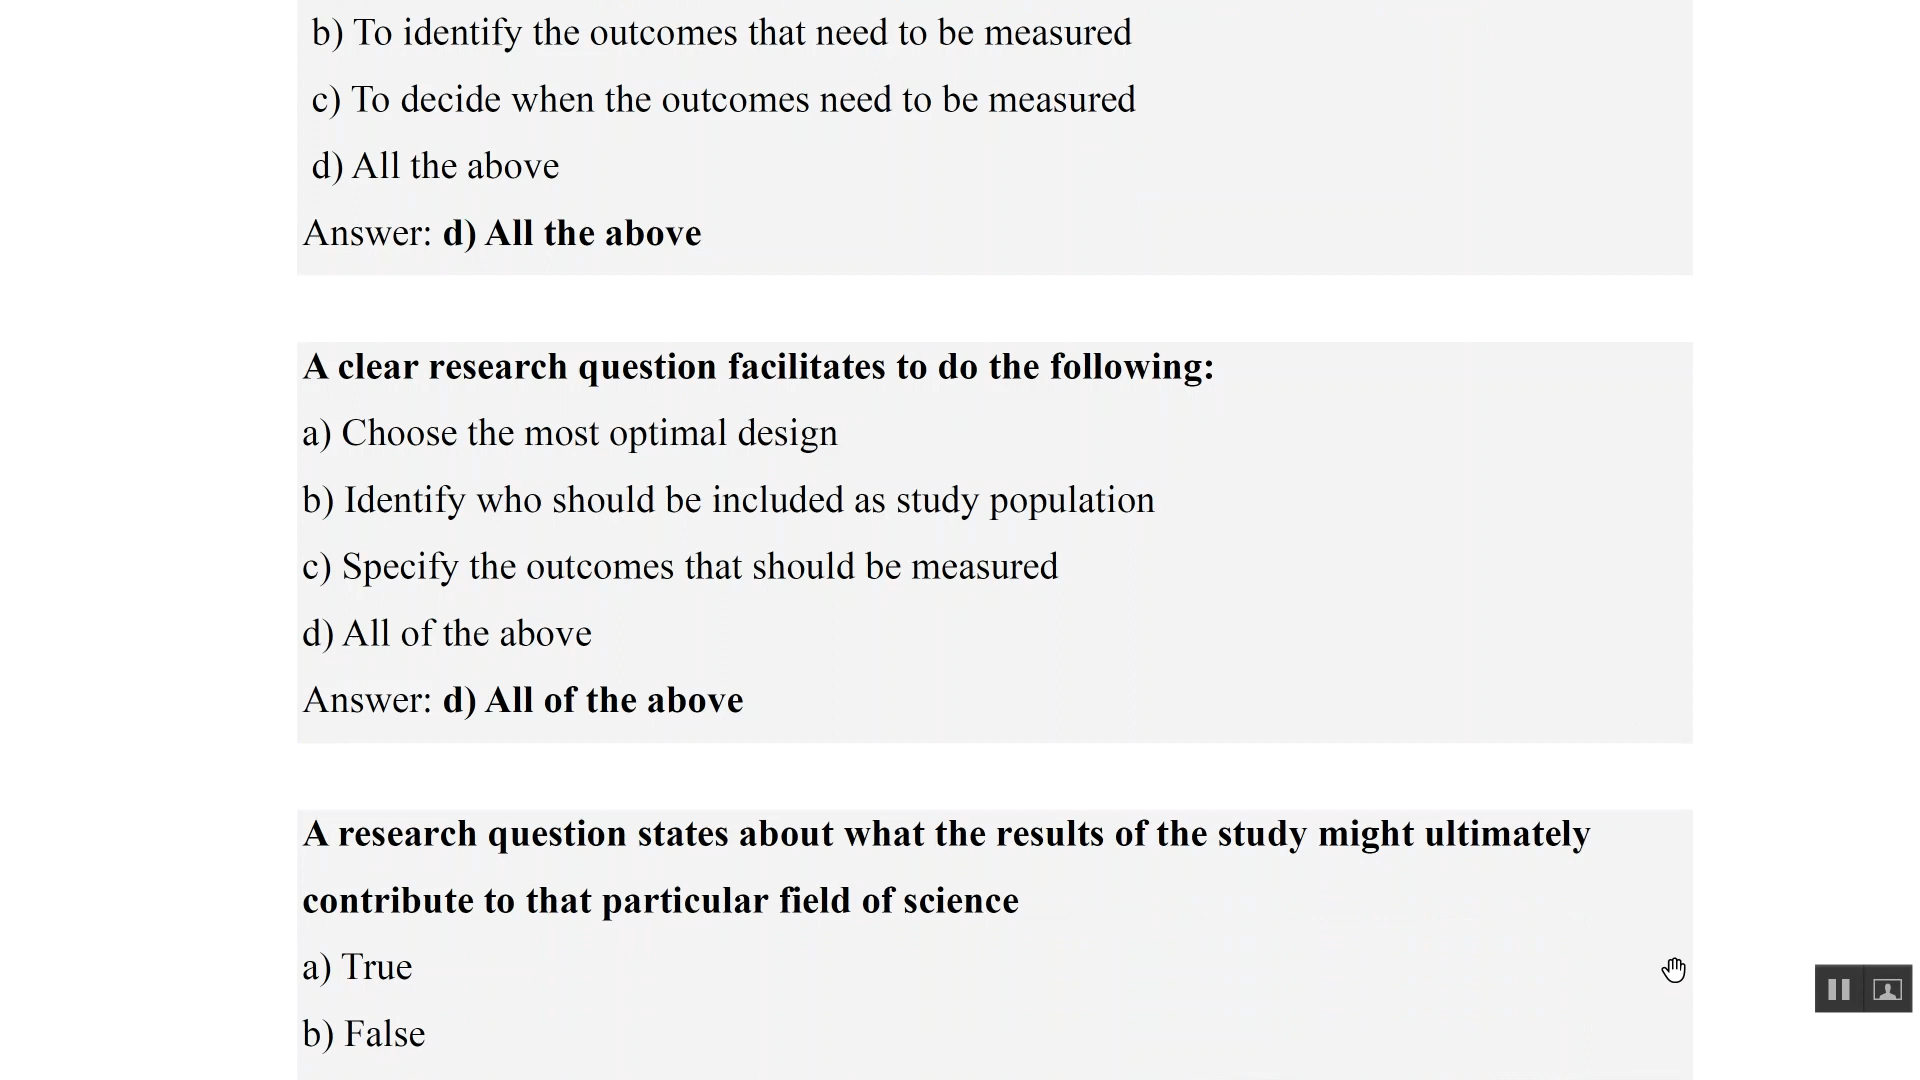 b) To identify the outcomes that need to be measured
c) To decide when the outcomes need to be measured
d) All the above
Answer: d) All the above
A clear research question facilitates to do the following:
a) Choose the most optimal design
b) Identify who should be included as study population
c) Specify the outcomes that should be measured
d) All of the above
Answer: d) All of the above
A research question states about what the results of the study might ultimately
contribute to that particular field of science
a) True
b) False